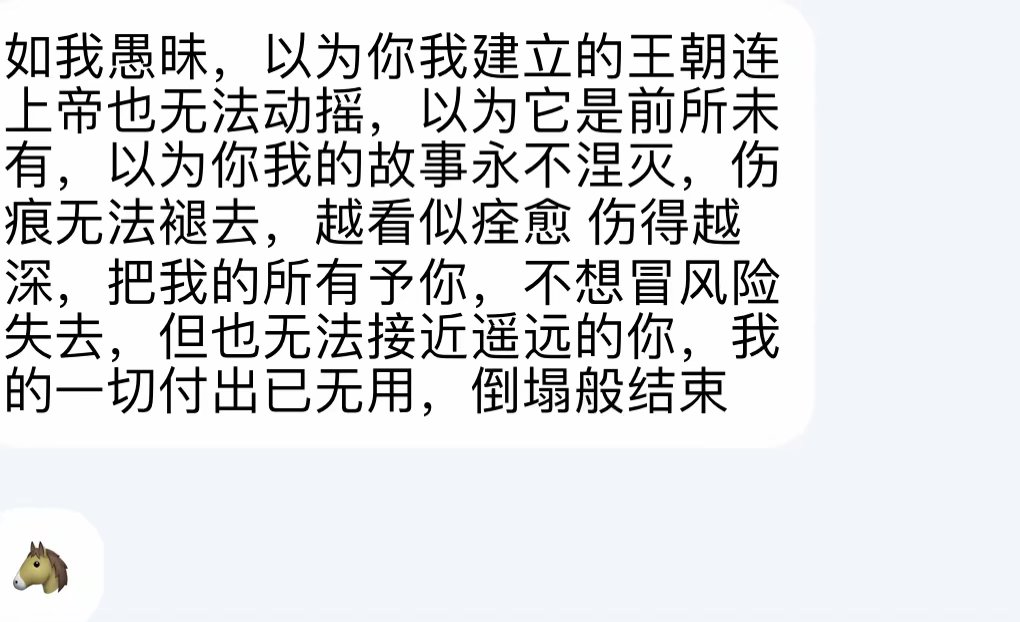 如我愚昧，以为你我建立的王朝连
上帝也无法动摇，以为它是前所未
有，以为你我的故事永不涅灭，伤
痕无法褪去，越看似痊愈 伤得越
深，把我的所有予你，不想冒风险
失去，但也无法接近遥远的你，我
的一切付出已无用，倒塌般结束